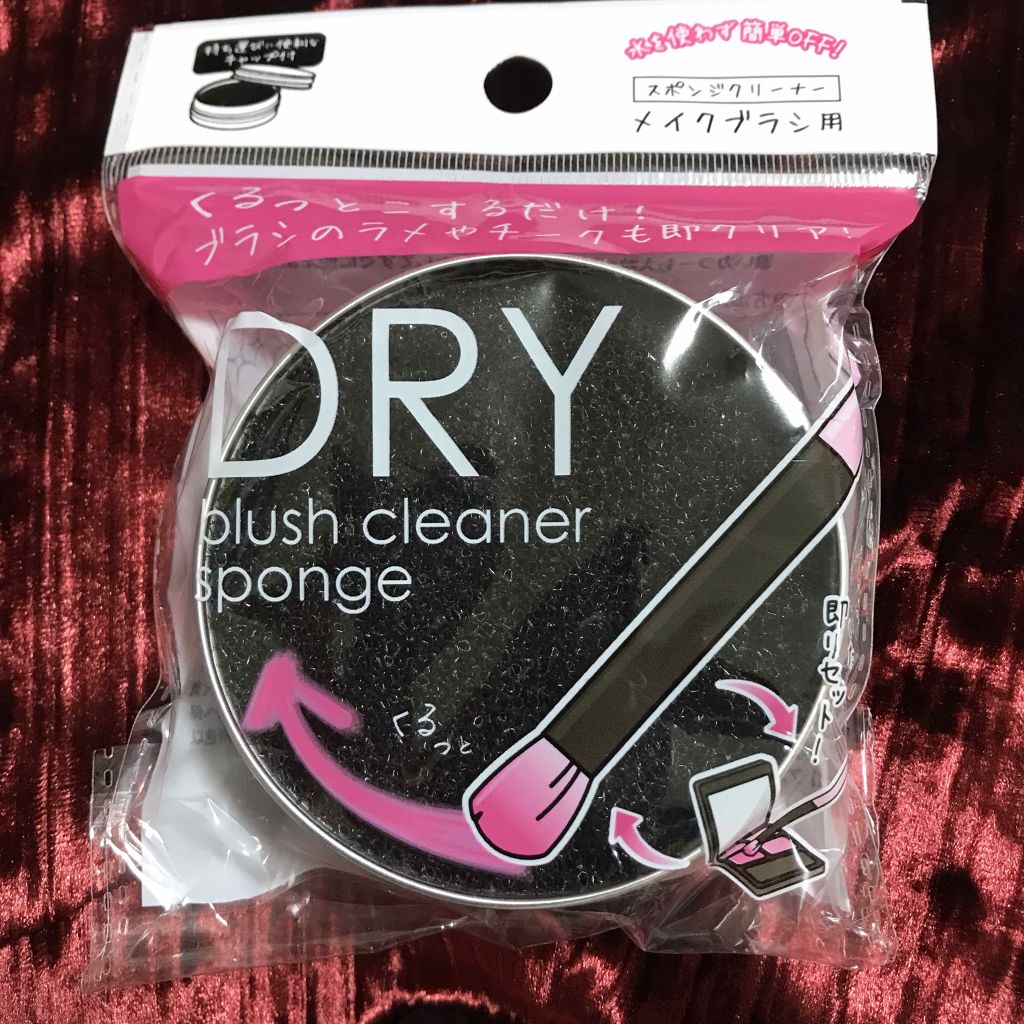 持ち運びに便利な
キャップ付
水を使わず簡単OFF!
スポンジクリーナー
メイクブラシ用
くるっとこするだけ!
ブラシのラメやチークも即クリア!
DRY
blush cleaner
sponge
くるっと
即リセット!